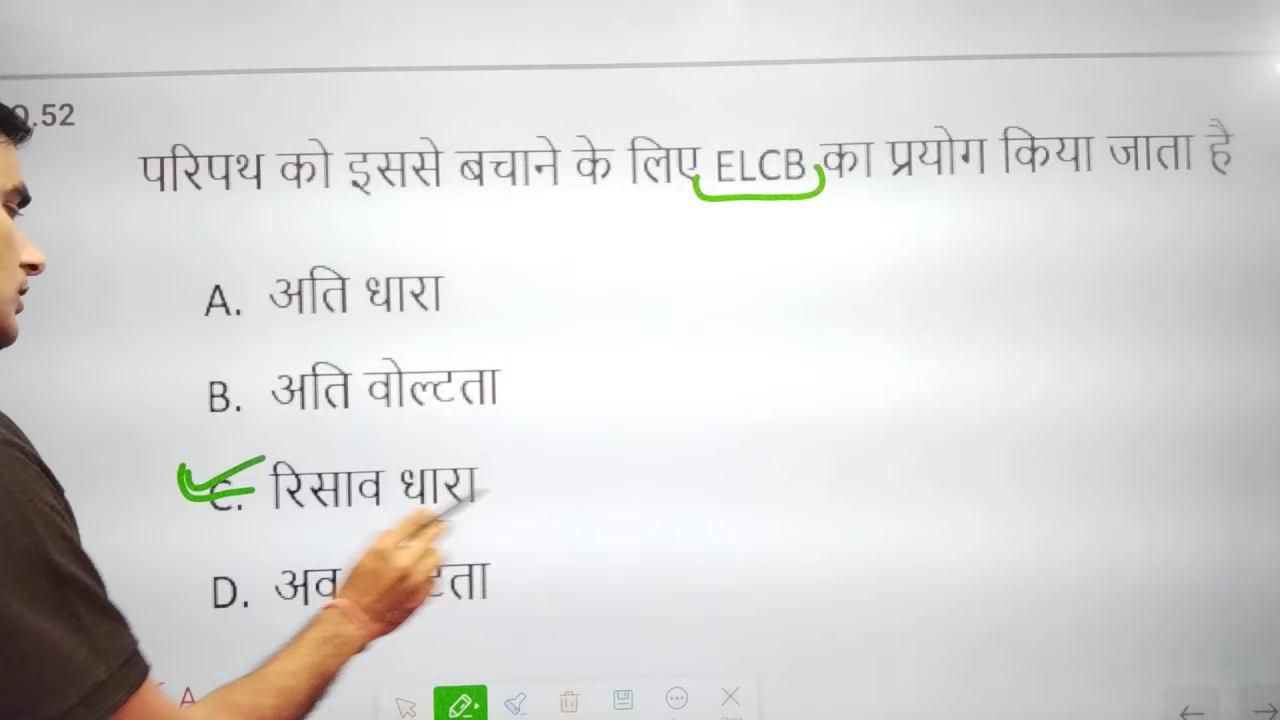 Q.52
परिपथ को इससे बचाने के लिए ELCB का प्रयोग किया जाता है
A. अति धारा
B. अति वोल्टता
C. रिसाव धारा
D. अव
A